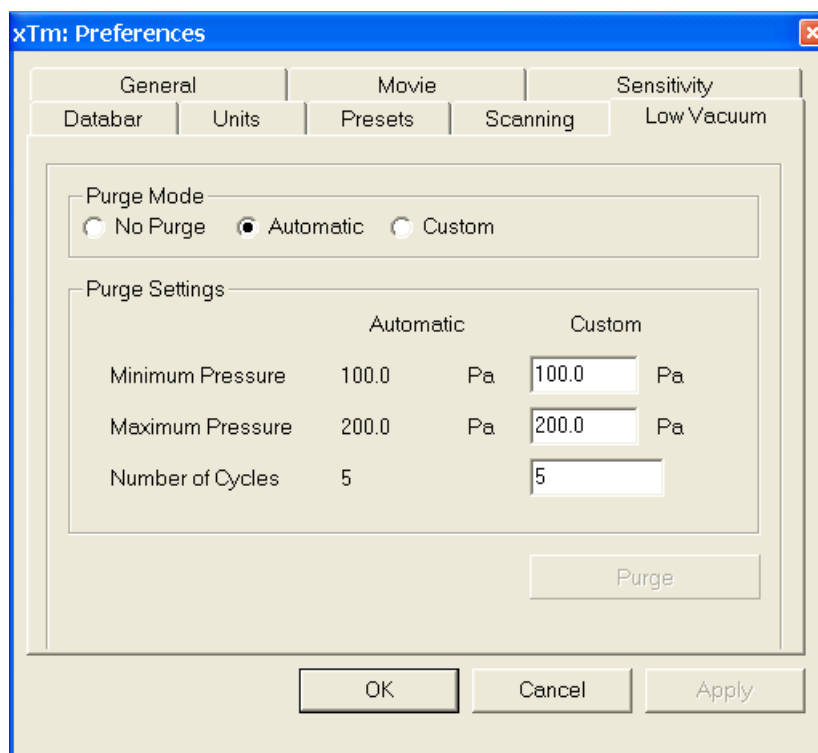 xTm: Preferences
General Movie Sensitivity
Databar Units Presets Scanning Low Vacuum
Purge Mode
No Purge Automatic Custom
Purge Settings
Automatic Custom
Minimum Pressure 100.0 Pa 100.0 Pa
Maximum Pressure 200.0 Pa 200.0 Pa
Number of Cycles 5 5
Purge
OK Cancel Apply